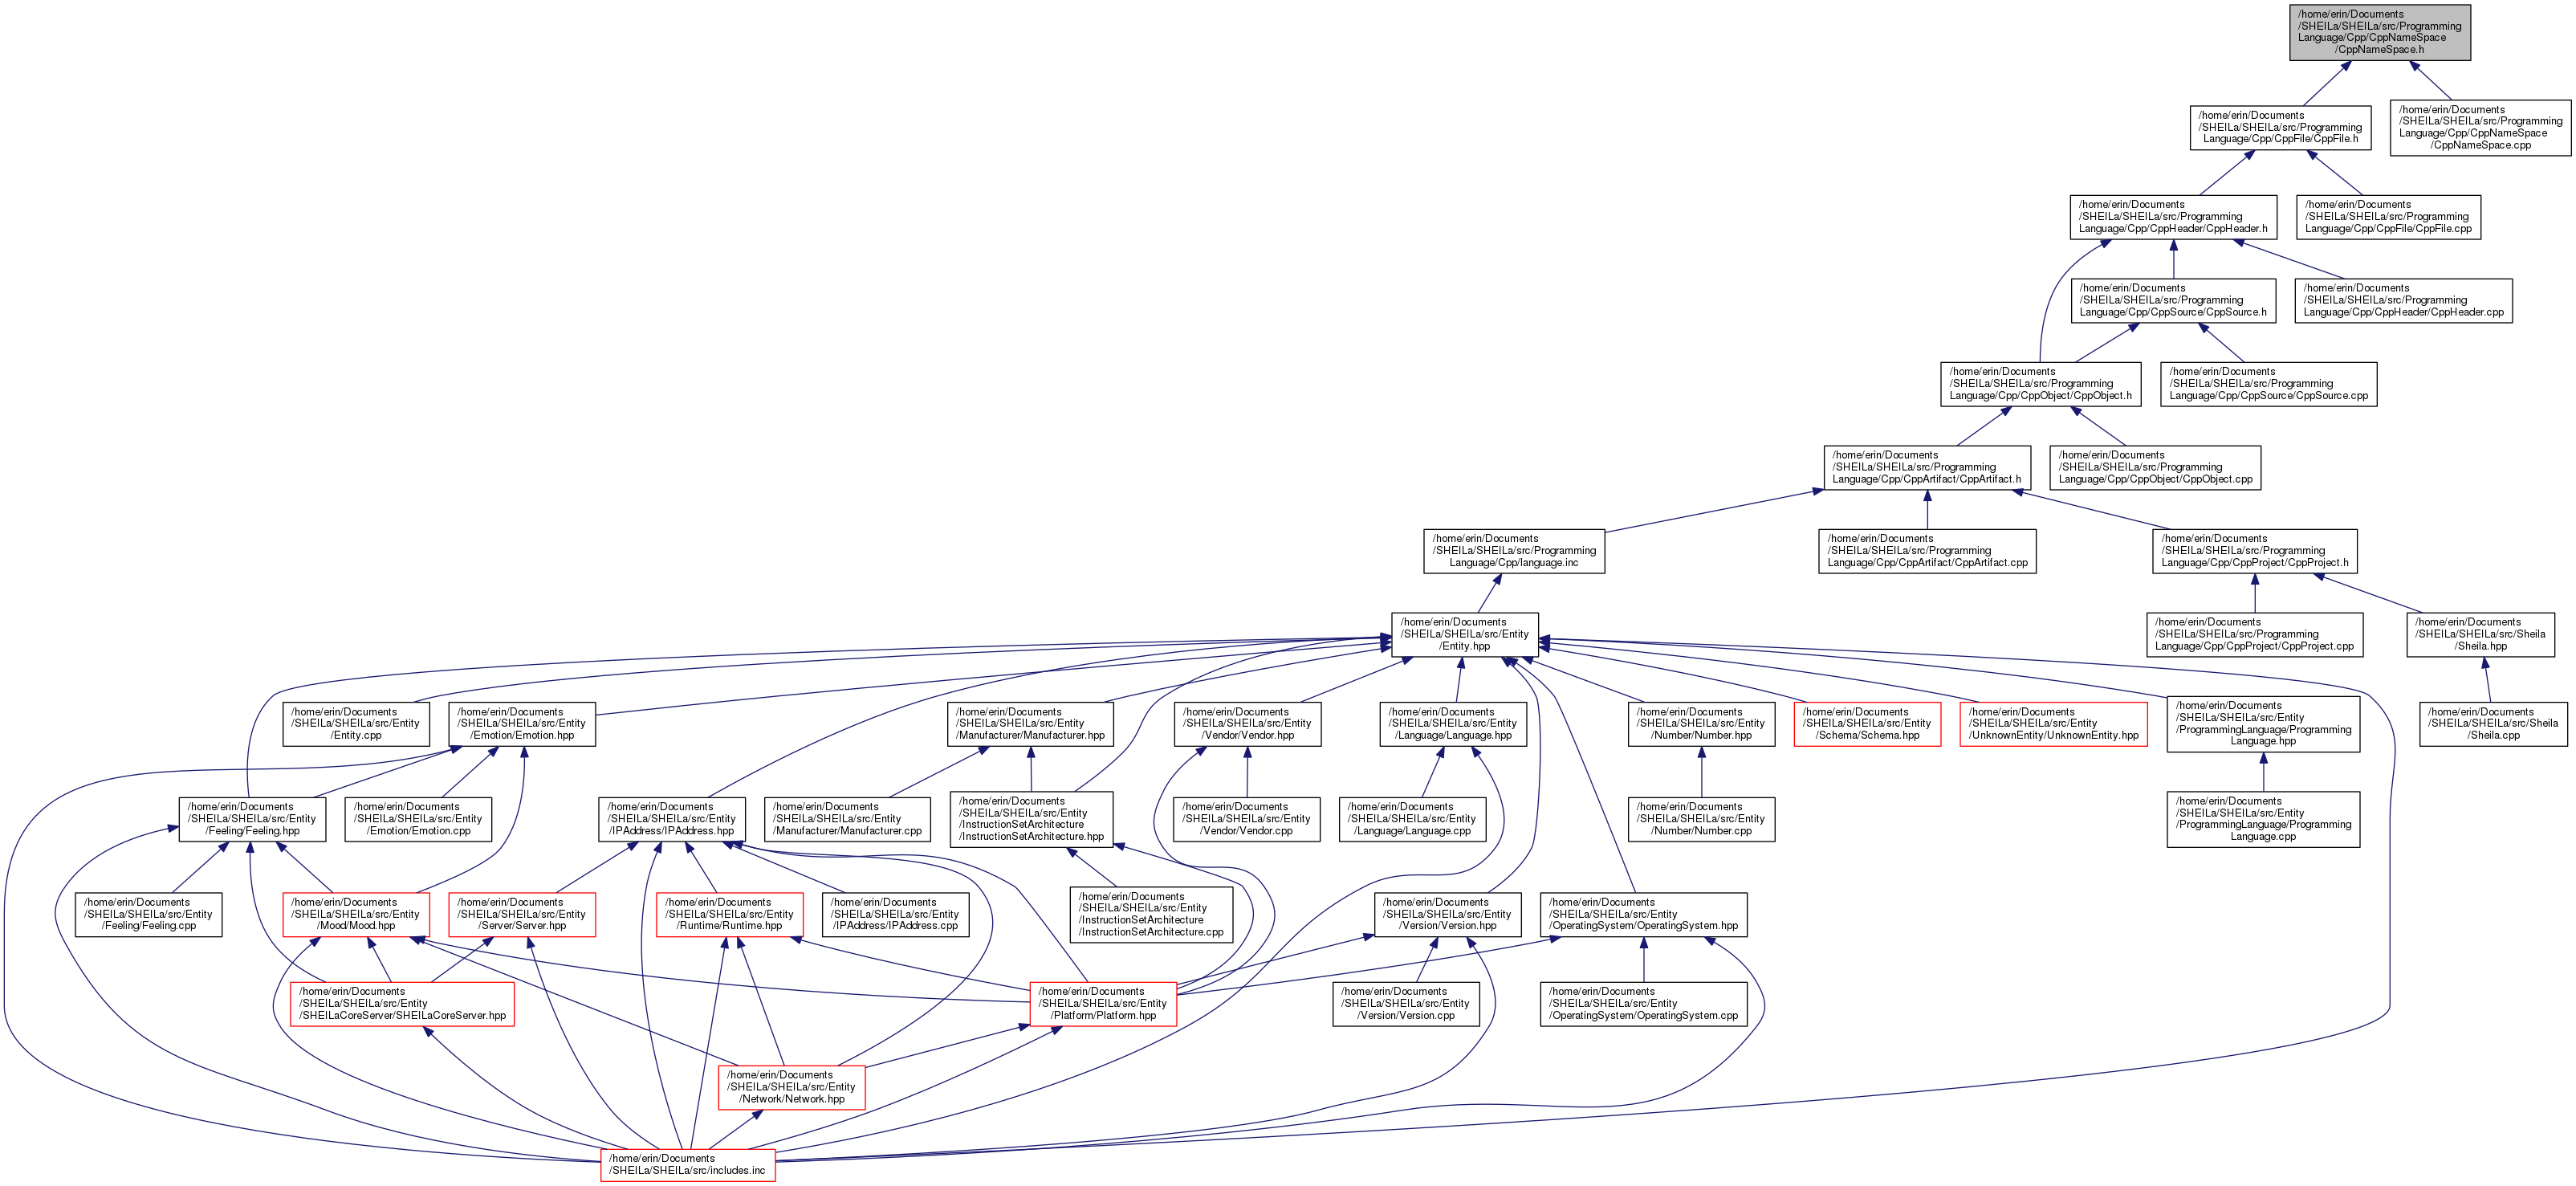 /home/erin/Documents
/SHEILa/SHEILa/src/Programming
Language/Cpp/CppNameSpace
/CppNameSpace.h
/home/erin/Documents
/SHEILa/SHEILa/src/Programming
Language/Cpp/CppFile/CppFile.h
/home/erin/Documents
/SHEILa/SHEILa/src/Programming
Language/Cpp/CppNameSpace
/CppNameSpace.cpp
/home/erin/Documents
/SHEILa/SHEILa/src/Programming
Language/Cpp/CppHeader/CppHeader.h
/home/erin/Documents
/SHEILa/SHEILa/src/Programming
Language/Cpp/CppFile/CppFile.cpp
/home/erin/Documents
/SHEILa/SHEILa/src/Programming
Language/Cpp/CppSource/CppSource.h
/home/erin/Documents
/SHEILa/SHEILa/src/Programming
Language/Cpp/CppHeader/CppHeader.cpp
/home/erin/Documents
/SHEILa/SHEILa/src/Programming
Language/Cpp/CppObject/CppObject.h
/home/erin/Documents
/SHEILa/SHEILa/src/Programming
Language/Cpp/CppSource/CppSource.cpp
/home/erin/Documents
/SHEILa/SHEILa/src/Programming
Language/Cpp/CppArtifact/CppArtifact.h
/home/erin/Documents
/SHEILa/SHEILa/src/Programming
Language/Cpp/CppObject/CppObject.cpp
/home/erin/Documents
/SHEILa/SHEILa/src/Programming
Language/Cpp/language.inc
/home/erin/Documents
/SHEILa/SHEILa/src/Programming
Language/Cpp/CppArtifact/CppArtifact.cpp
/home/erin/Documents
/SHEILa/SHEILa/src/Programming
Language/Cpp/CppProject/CppProject.h
/home/erin/Documents
/SHEILa/SHEILa/src/Entity
/Entity.hpp
/home/erin/Documents
/SHEILa/SHEILa/src/Programming
Language/Cpp/CppProject/CppProject.cpp
/home/erin/Documents
/SHEILa/SHEILa/src/Sheila
/Sheila.hpp
/home/erin/Documents
/SHEILa/SHEILa/src/Entity
/Entity.cpp
/home/erin/Documents
/SHEILa/SHEILa/src/Entity
/Emotion/Emotion.hpp
/home/erin/Documents
/SHEILa/SHEILa/src/Entity
/Manufacturer/Manufacturer.hpp
/home/erin/Documents
/SHEILa/SHEILa/src/Entity
/Vendor/Vendor.hpp
/home/erin/Documents
/SHEILa/SHEILa/src/Entity
/Language/Language.hpp
/home/erin/Documents
/SHEILa/SHEILa/src/Entity
/Number/Number.hpp
/home/erin/Documents
/SHEILa/SHEILa/src/Entity
/Schema/Schema.hpp
/home/erin/Documents
/SHEILa/SHEILa/src/Entity
/UnknownEntity/UnknownEntity.hpp
/home/erin/Documents
/SHEILa/SHEILa/src/Entity
/ProgrammingLanguage/Programming
Language.hpp
/home/erin/Documents
/SHEILa/SHEILa/src/Sheila
/Sheila.cpp
/home/erin/Documents
/SHEILa/SHEILa/src/Entity
/Feeling/Feeling.hpp
/home/erin/Documents
/SHEILa/SHEILa/src/Entity
/Emotion/Emotion.cpp
/home/erin/Documents
/SHEILa/SHEILa/src/Entity
/IPAddress/IPAddress.hpp
/home/erin/Documents
/SHEILa/SHEILa/src/Entity
/Manufacturer/Manufacturer.cpp
/home/erin/Documents
/SHEILa/SHEILa/src/Entity
/InstructionSetArchitecture
/InstructionSetArchitecture.hpp
/home/erin/Documents
/SHEILa/SHEILa/src/Entity
/Vendor/Vendor.cpp
/home/erin/Documents
/SHEILa/SHEILa/src/Entity
/Language/Language.cpp
/home/erin/Documents
/SHEILa/SHEILa/src/Entity
/Number/Number.cpp
/home/erin/Documents
/SHEILa/SHEILa/src/Entity
/ProgrammingLanguage/Programming
Language.cpp
/home/erin/Documents
/SHEILa/SHEILa/src/Entity
/Feeling/Feeling.cpp
/home/erin/Documents
/SHEILa/SHEILa/src/Entity
/Mood/Mood.hpp
/home/erin/Documents
/SHEILa/SHEILa/src/Entity
/Server/Server.hpp
/home/erin/Documents
/SHEILa/SHEILa/src/Entity
/Runtime/Runtime.hpp
/home/erin/Documents
/SHEILa/SHEILa/src/Entity
/IPAddress/IPAddress.cpp
/home/erin/Documents
/SHEILa/SHEILa/src/Entity
/InstructionSetArchitecture
/InstructionSetArchitecture.cpp
/home/erin/Documents
/SHEILa/SHEILa/src/Entity
/Version/Version.hpp
/home/erin/Documents
/SHEILa/SHEILa/src/Entity
/OperatingSystem/OperatingSystem.hpp
/home/erin/Documents
/SHEILa/SHEILa/src/Entity
/SHEILaCoreServer/SHEILaCoreServer.hpp
/home/erin/Documents
/SHEILa/SHEILa/src/Entity
/Platform/Platform.hpp
/home/erin/Documents
/SHEILa/SHEILa/src/Entity
/Version/Version.cpp
/home/erin/Documents
/SHEILa/SHEILa/src/Entity
/OperatingSystem/OperatingSystem.cpp
/home/erin/Documents
/SHEILa/SHEILa/src/Entity
/Network/Network.hpp
/home/erin/Documents
/SHEILa/SHEILa/src/includes.inc